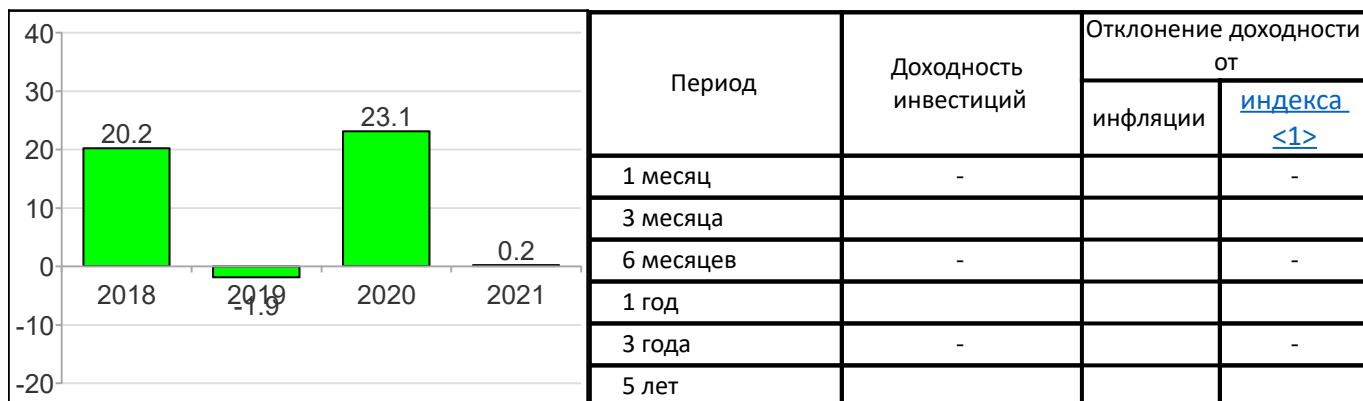 40
30
20
10
0
-10
-20
20.2
-1.9
23.1
0.2
2018
2019
2020
2021
Период
Доходность
инвестиций
Отклонение доходности
от
инфляции
индекса
<1>
1 месяц - -
3 месяца
6 месяцев - -
1 год
3 года - -
5 лет